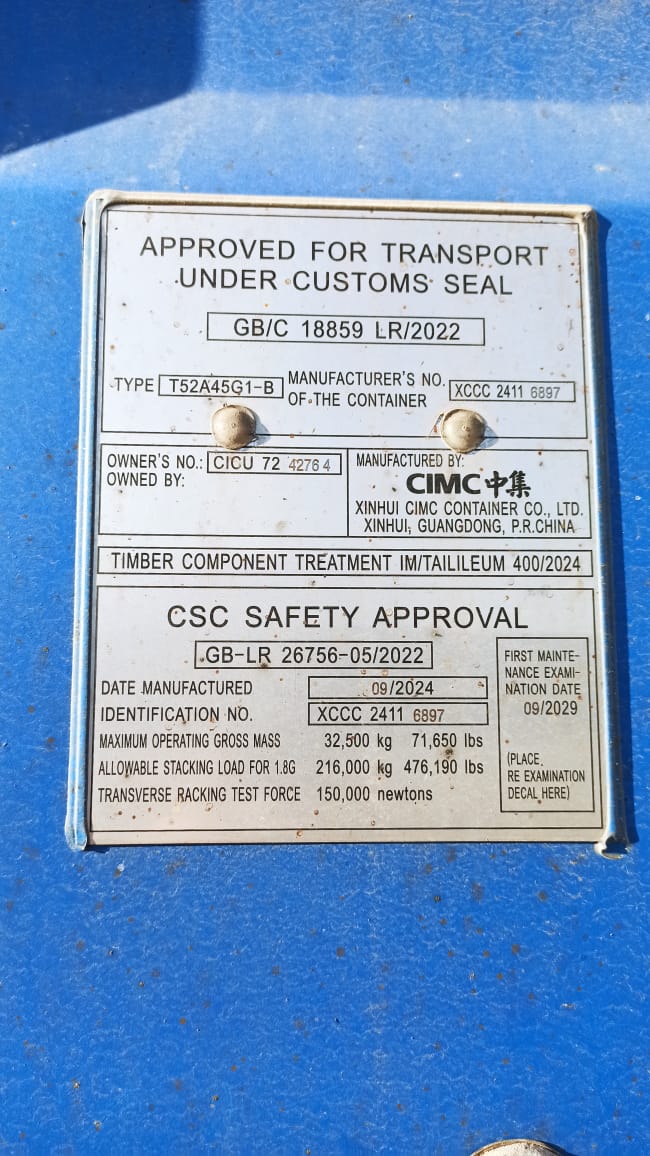 APPROVED FOR TRANSPORT
UNDER CUSTOMS SEAL
GB/C 18859 LR/2022
TYPE T52A45G1-B
MANUFACTURER'S NO.
OF THE CONTAINER
XCCC 2411 6897
OWNER'S NO.: CICU 72 4276 4
OWNED BY:
MANUFACTURED BY:
CIMC中集
XINHUI CIMC CONTAINER CO., LTD.
XINHUI, GUANGDONG, P.R.CHINA
TIMBER COMPONENT TREATMENT IM/TAILILEUM 400/2024
CSC SAFETY APPROVAL
GB-LR 26756-05/2022
DATE MANUFACTURED 09/2024
IDENTIFICATION NO. XCCC 2411 6897
MAXIMUM OPERATING GROSS MASS 32,500 kg 71,650 lbs
ALLOWABLE STACKING LOAD FOR 1.8G 216,000 kg 476,190 lbs
TRANSVERSE RACKING TEST FORCE 150,000 newtons
FIRST MAINTE-
NANCE EXAMI-
NATION DATE
09/2029
(PLACE
RE EXAMINATION
DECAL HERE)